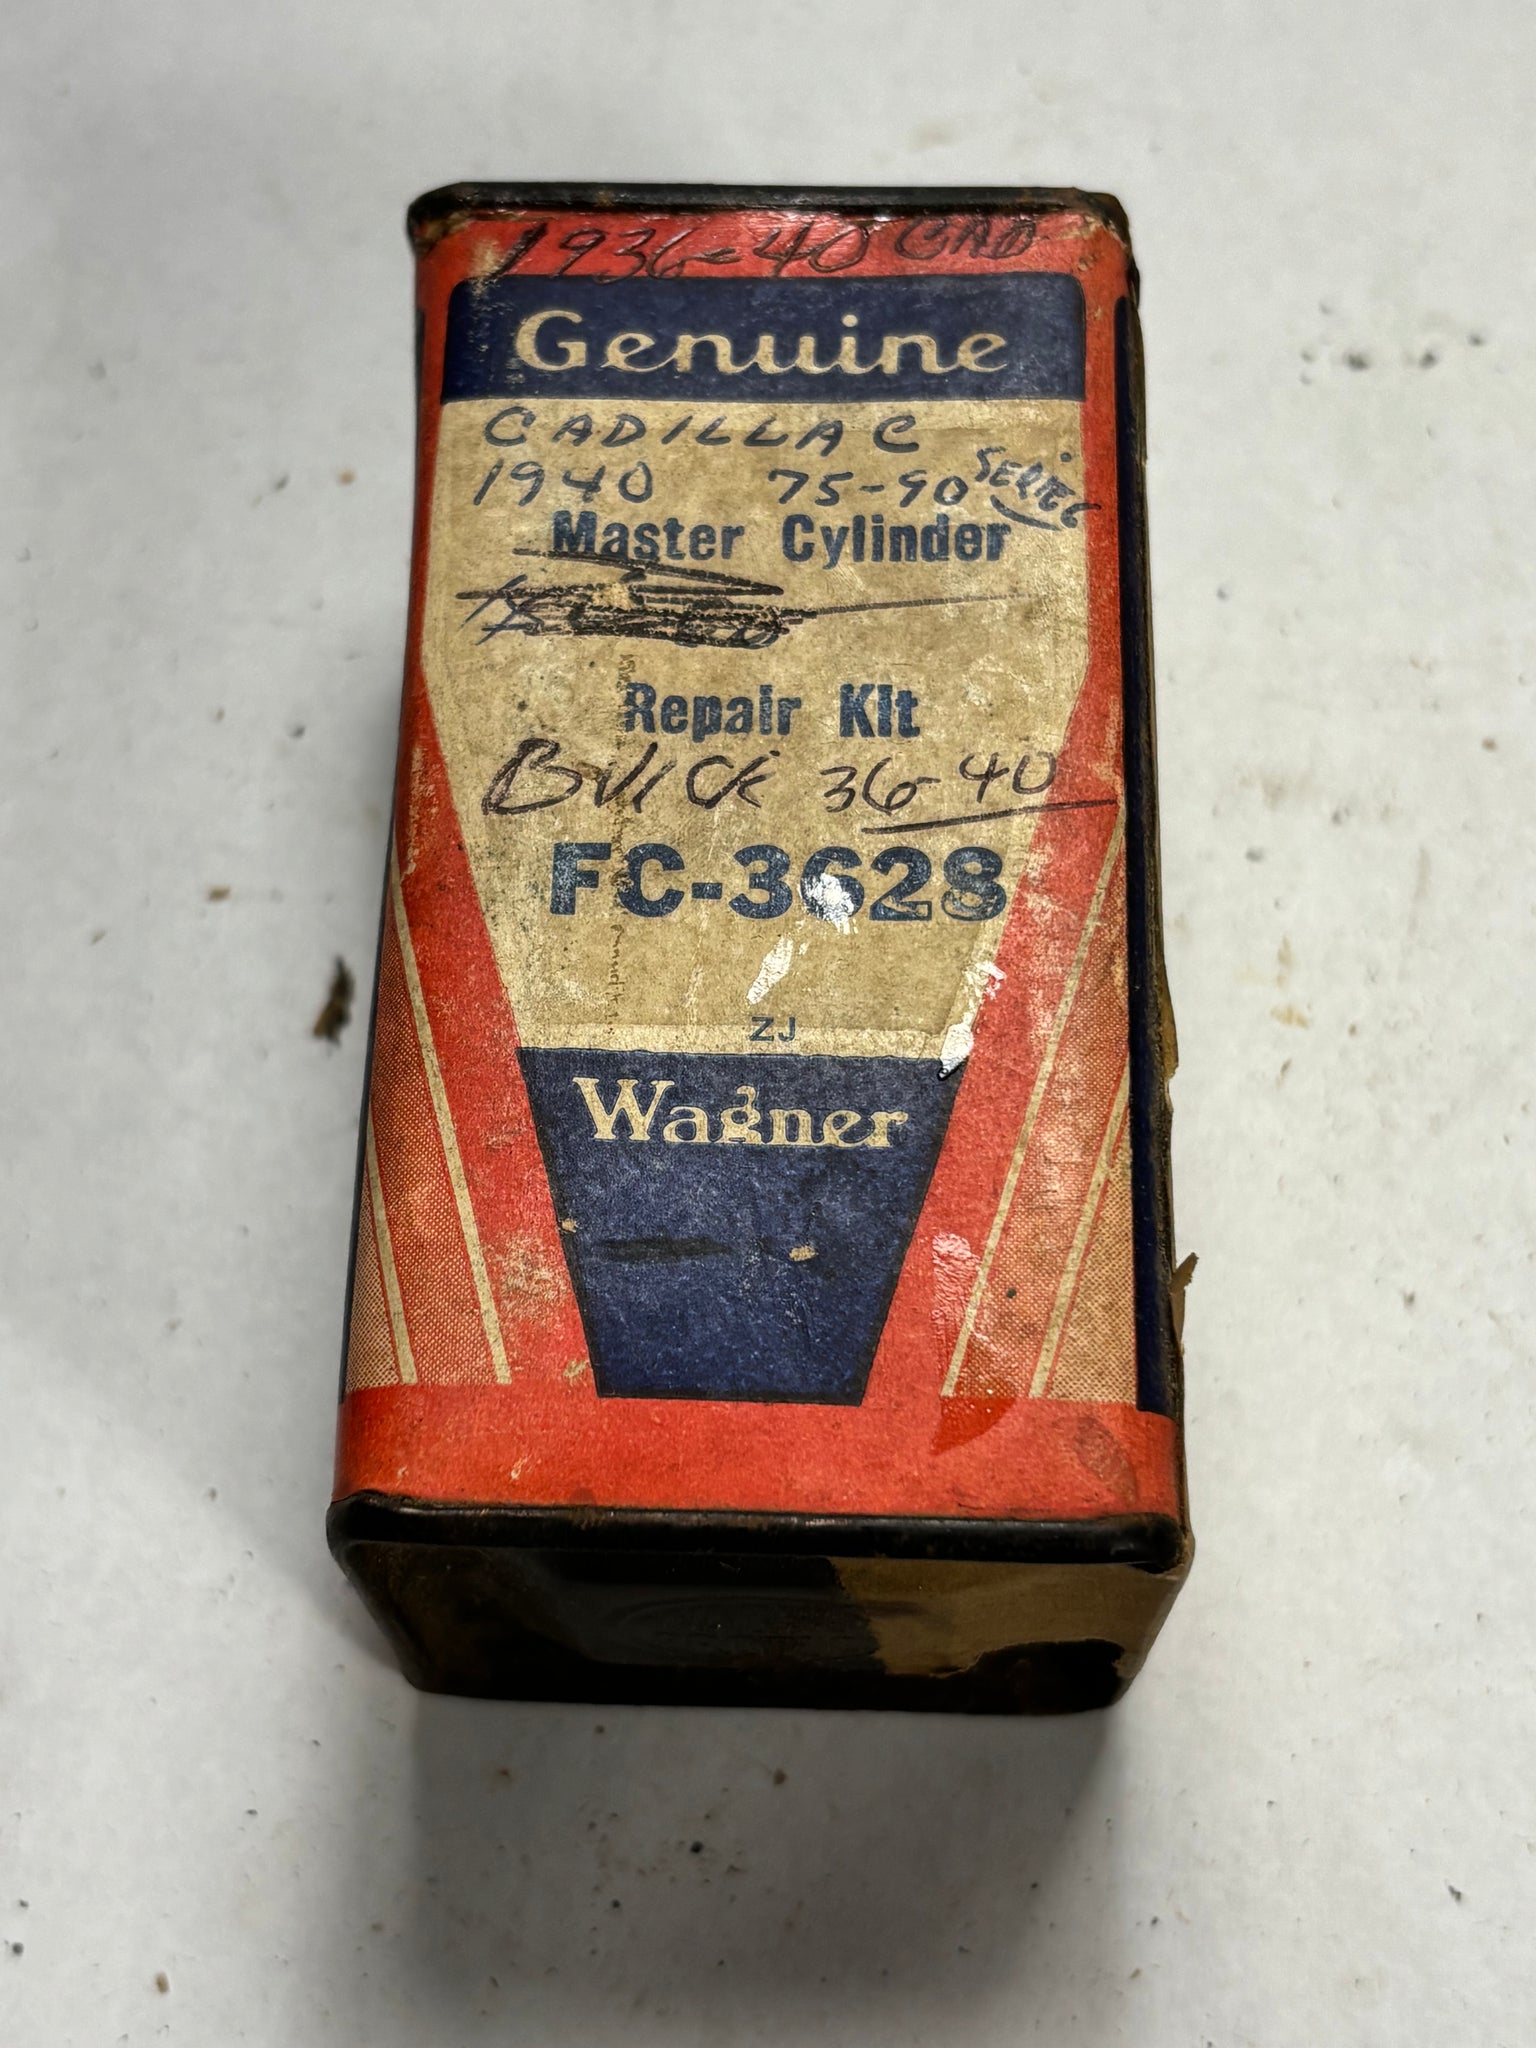 1936-40 CAD
Genuine
CADILLAC
1940 75-90 SERIES
Master Cylinder
Repair Kit
BUICK 36-40
FC-3628
ZJ
Wagner